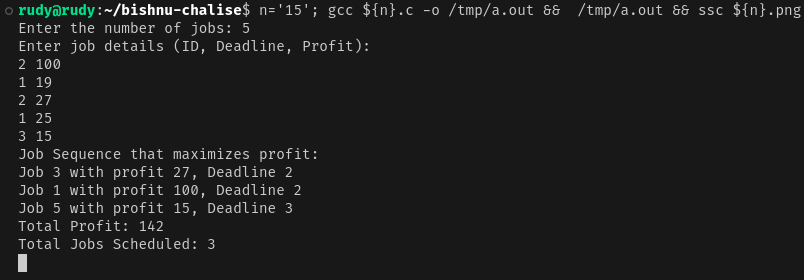 rudy@rudy:~/bishnu-chalise$ n='15'; gcc ${n}.c -o /tmp/a.out && /tmp/a.out && ssc ${n}.png
Enter the number of jobs: 5
Enter job details (ID, Deadline, Profit):
2 100
1 19
2 27
1 25
3 15
Job Sequence that maximizes profit:
Job 3 with profit 27, Deadline 2
Job 1 with profit 100, Deadline 2
Job 5 with profit 15, Deadline 3
Total Profit: 142
Total Jobs Scheduled: 3